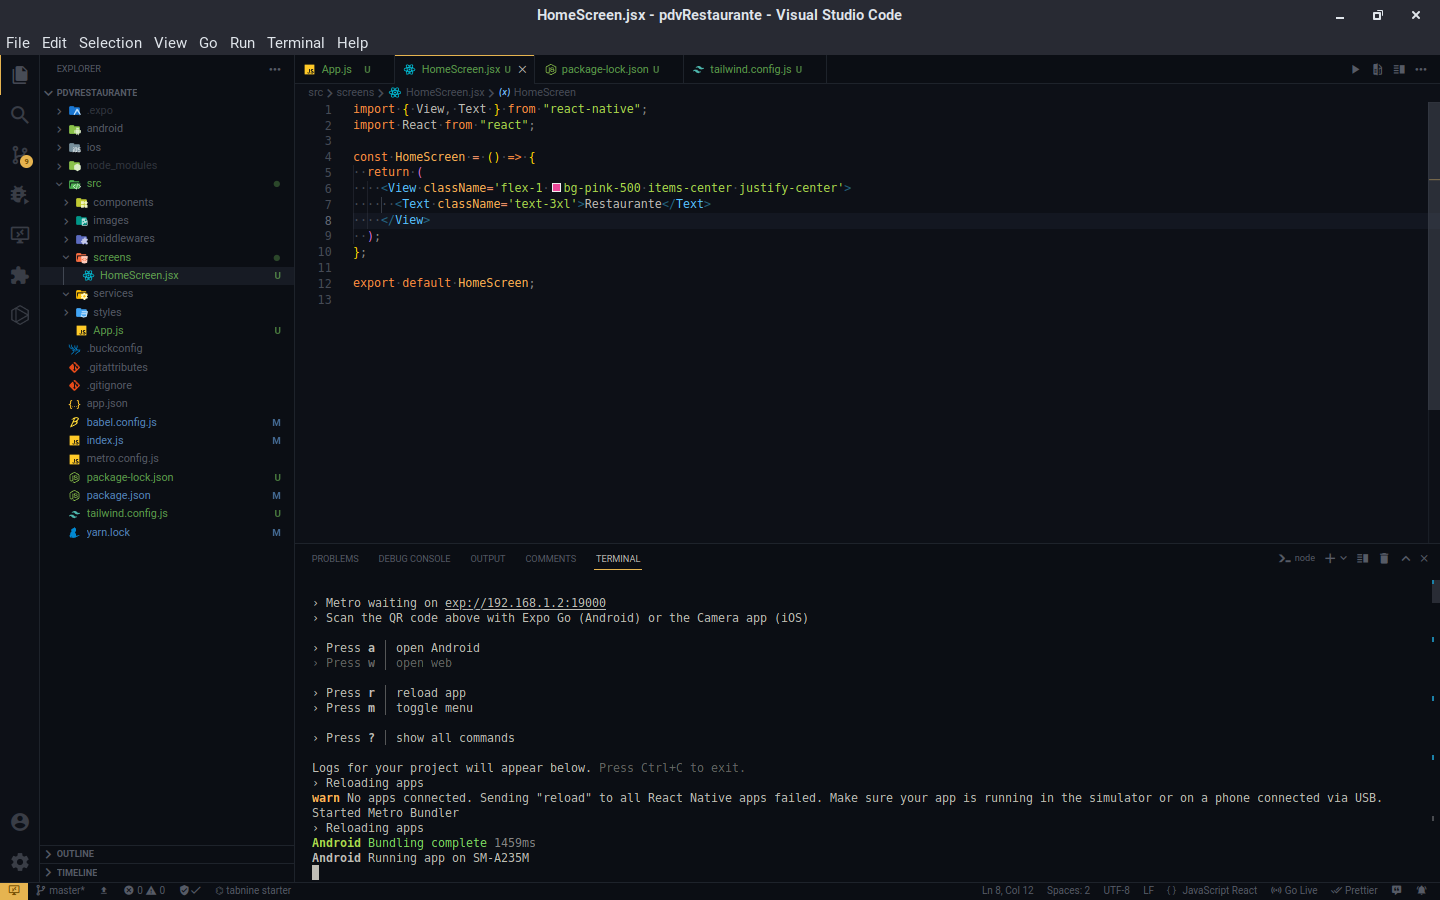 HomeScreen.jsx - pdvRestaurante - Visual Studio Code
File Edit Selection View Go Run Terminal Help
EXPLORER
PDVRESTAURANTE
.expo
android
ios
node_modules
src
components
images
middlewares
screens
HomeScreen.jsx U
services
styles
App.js U
.buckconfig
.gitattributes
.gitignore
app.json
babel.config.js M
index.js M
metro.config.js
package-lock.json U
package.json M
tailwind.config.js U
yarn.lock M
OUTLINE
TIMELINE
App.js U HomeScreen.jsx U package-lock.json U tailwind.config.js U
src > screens > HomeScreen.jsx > HomeScreen
1 import { View, Text } from "react-native";
2 import React from "react";
3
4 const HomeScreen = () => {
5 return (
6 <View className='flex-1 bg-pink-500 items-center justify-center'>
7 <Text className='text-3xl'>Restaurante</Text>
8 </View>
9 );
10 };
11
12 export default HomeScreen;
13
PROBLEMS DEBUG CONSOLE OUTPUT COMMENTS TERMINAL
node
› Metro waiting on exp://192.168.1.2:19000
› Scan the QR code above with Expo Go (Android) or the Camera app (iOS)
› Press a │ open Android
› Press w │ open web
› Press r │ reload app
› Press m │ toggle menu
› Press ? │ show all commands
Logs for your project will appear below. Press Ctrl+C to exit.
› Reloading apps
warn No apps connected. Sending "reload" to all React Native apps failed. Make sure your app is running in the simulator or on a phone connected via USB.
Started Metro Bundler
› Reloading apps
Android Bundling complete 1459ms
Android Running app on SM-A235M
master* 0 0 tabnine starter Ln 8, Col 12 Spaces: 2 UTF-8 LF JavaScript React Go Live Prettier